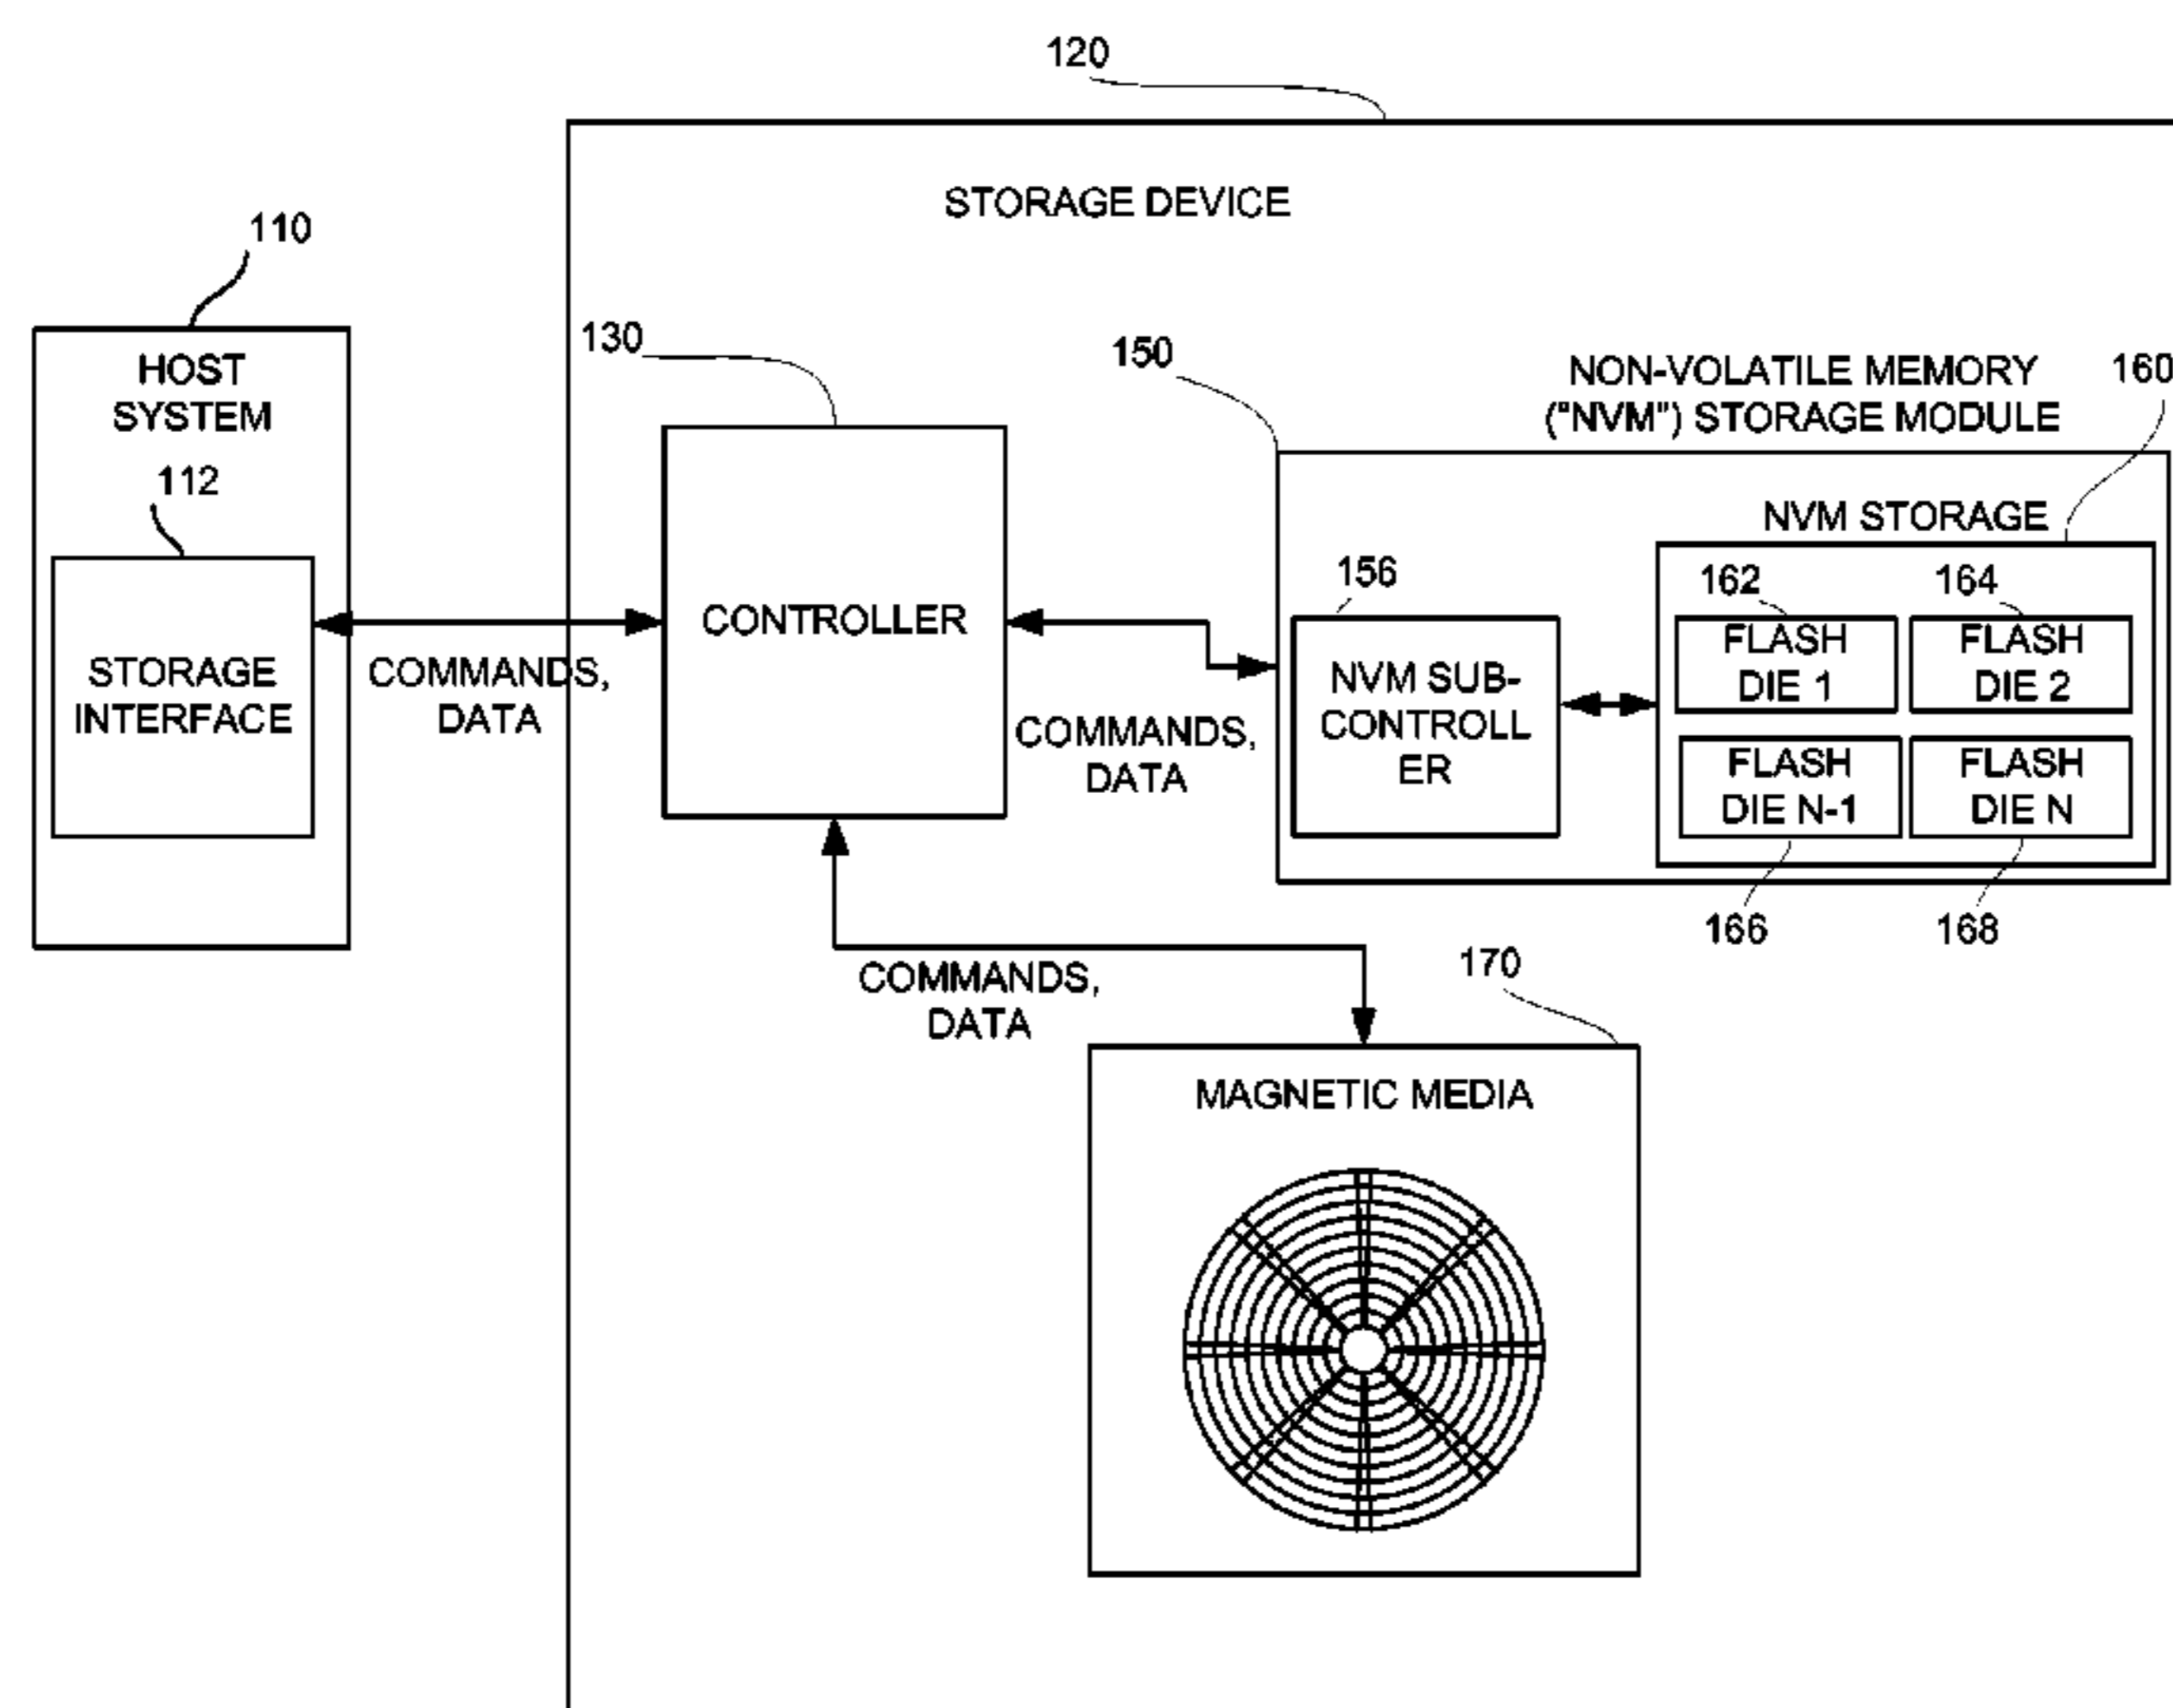 120
STORAGE DEVICE
110
HOST
SYSTEM
112
STORAGE
INTERFACE
COMMANDS,
DATA
130
CONTROLLER
COMMANDS,
DATA
150
NON-VOLATILE MEMORY
("NVM") STORAGE MODULE
160
NVM STORAGE
156
NVM SUB-
CONTROLL
ER
162
FLASH
DIE 1
164
FLASH
DIE 2
FLASH
DIE N-1
166
FLASH
DIE N
168
COMMANDS,
DATA
170
MAGNETIC MEDIA